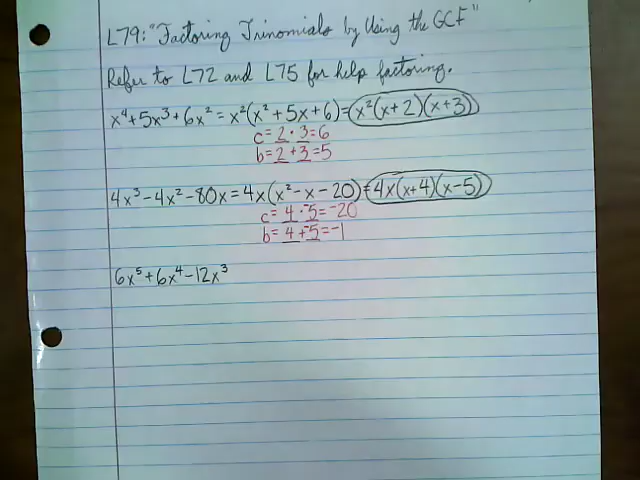 L79: "Factoring Trinomials by Using the GCF"
Refer to L72 and L75 for help factoring.
x⁴+5x³+6x² = x²(x²+5x+6)=x²(x+2)(x+3)
c= 2 · 3=6
b= 2 + 3=5
4x³-4x²-80x=4x(x²-x-20)=4x(x+4)(x-5)
c= 4 · ⁻5=⁻20
b= 4 + ⁻5=⁻1
6x⁵+6x⁴-12x³